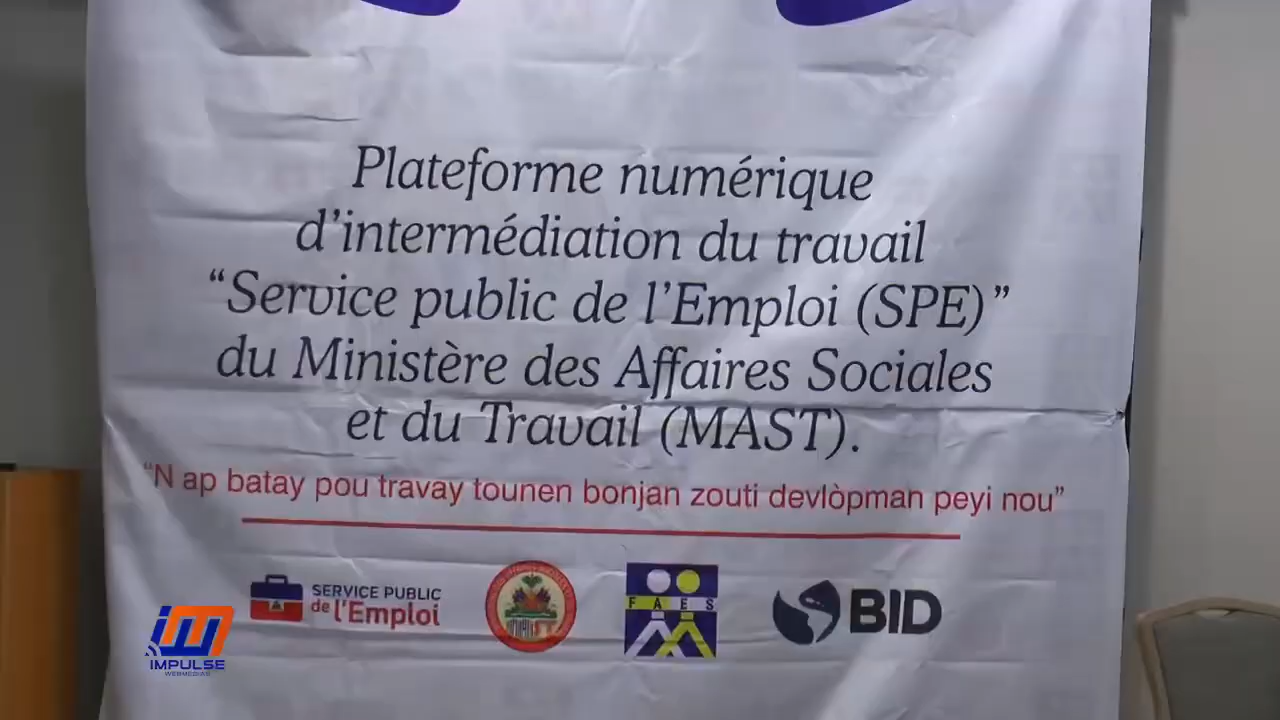 Plateforme numérique
d'intermédiation du travail
“Service public de l'Emploi (SPE)”
du Ministère des Affaires Sociales
et du Travail (MAST).
“N ap batay pou travay tounen bonjan zouti devlòpman peyi nou”
SERVICE PUBLIC
de l'Emploi
FAES
BID
IMPULSE
WEBMEDIAS